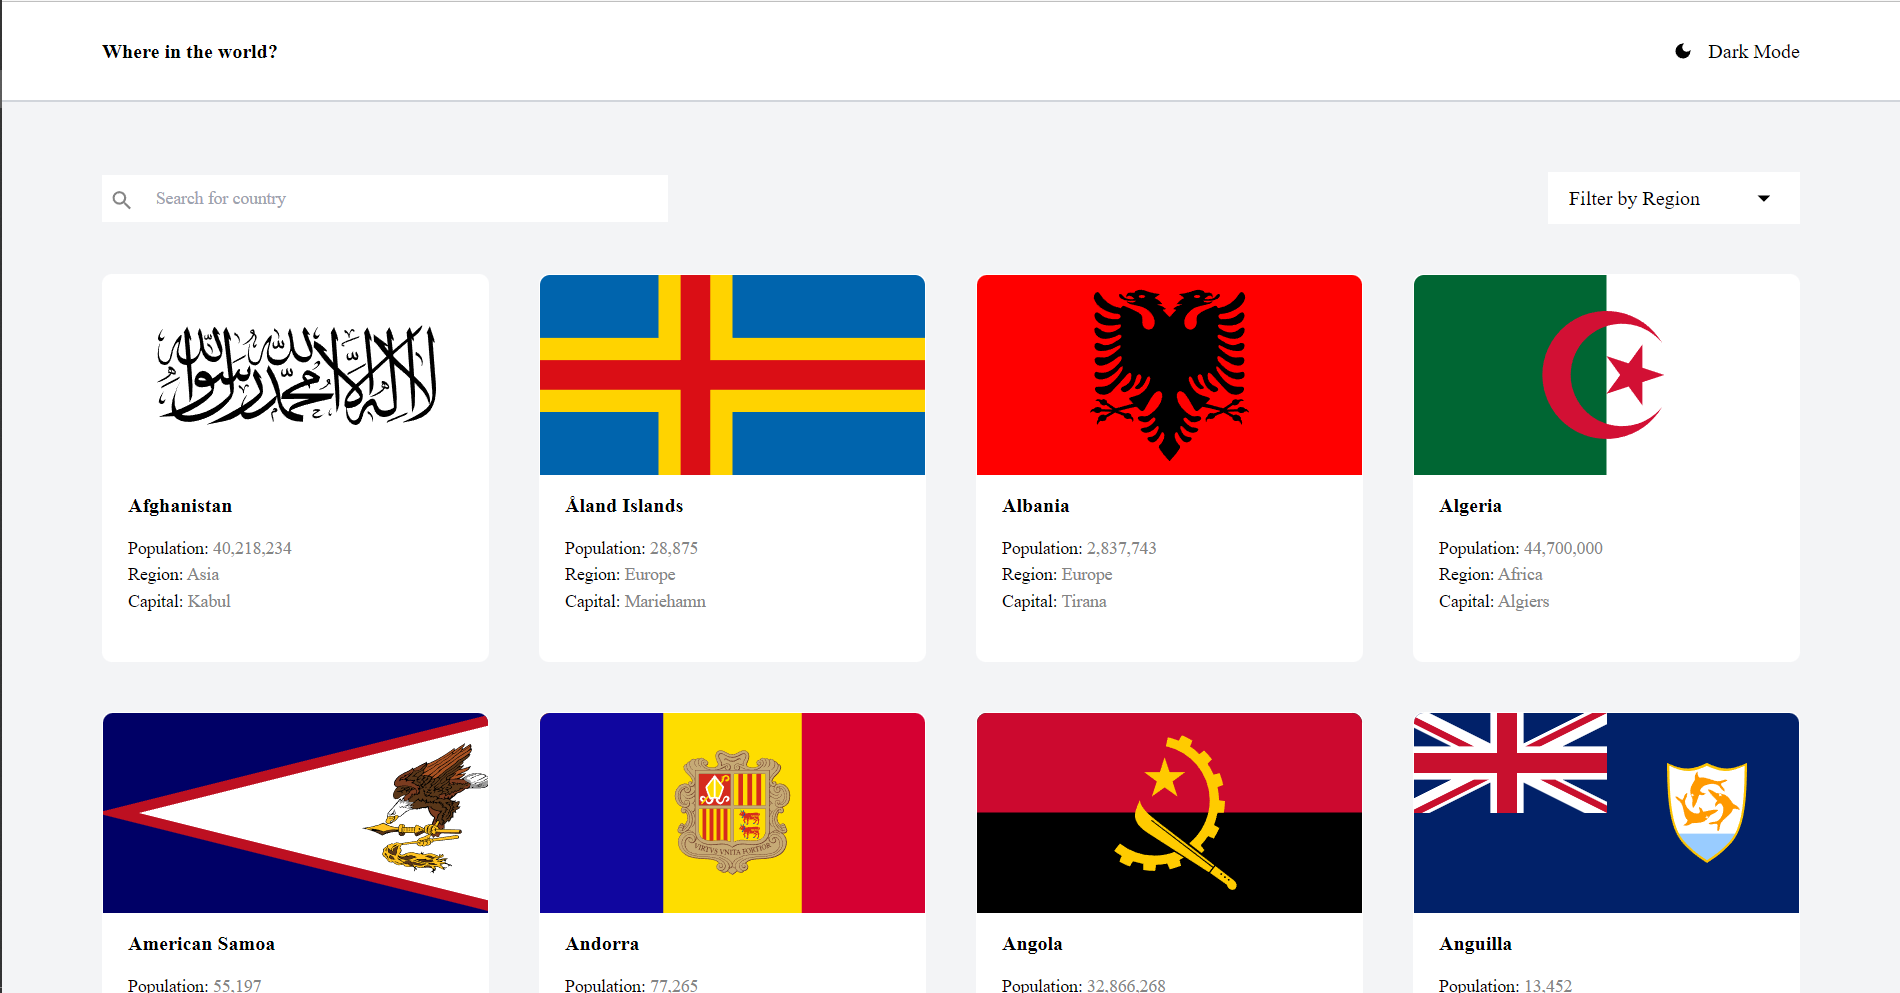 Where in the world?
Dark Mode
Search for country
Filter by Region
لا إله إلا الله محمد رسول الله
Afghanistan
Population: 40,218,234
Region: Asia
Capital: Kabul
Åland Islands
Population: 28,875
Region: Europe
Capital: Mariehamn
Albania
Population: 2,837,743
Region: Europe
Capital: Tirana
Algeria
Population: 44,700,000
Region: Africa
Capital: Algiers
American Samoa
Population: 55,197
VIRTVS VNITA FORTIOR
Andorra
Population: 77,265
Angola
Population: 32,866,268
Anguilla
Population: 13,452